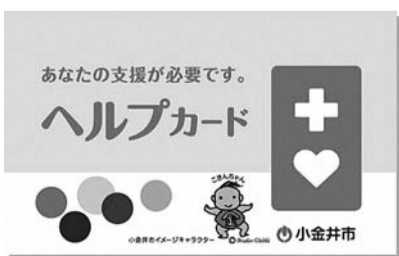 あなたの支援が必要です。
ヘルプカード
こきんちゃん
小金井市イメージキャラクター
© Studio Ghibli
小金井市